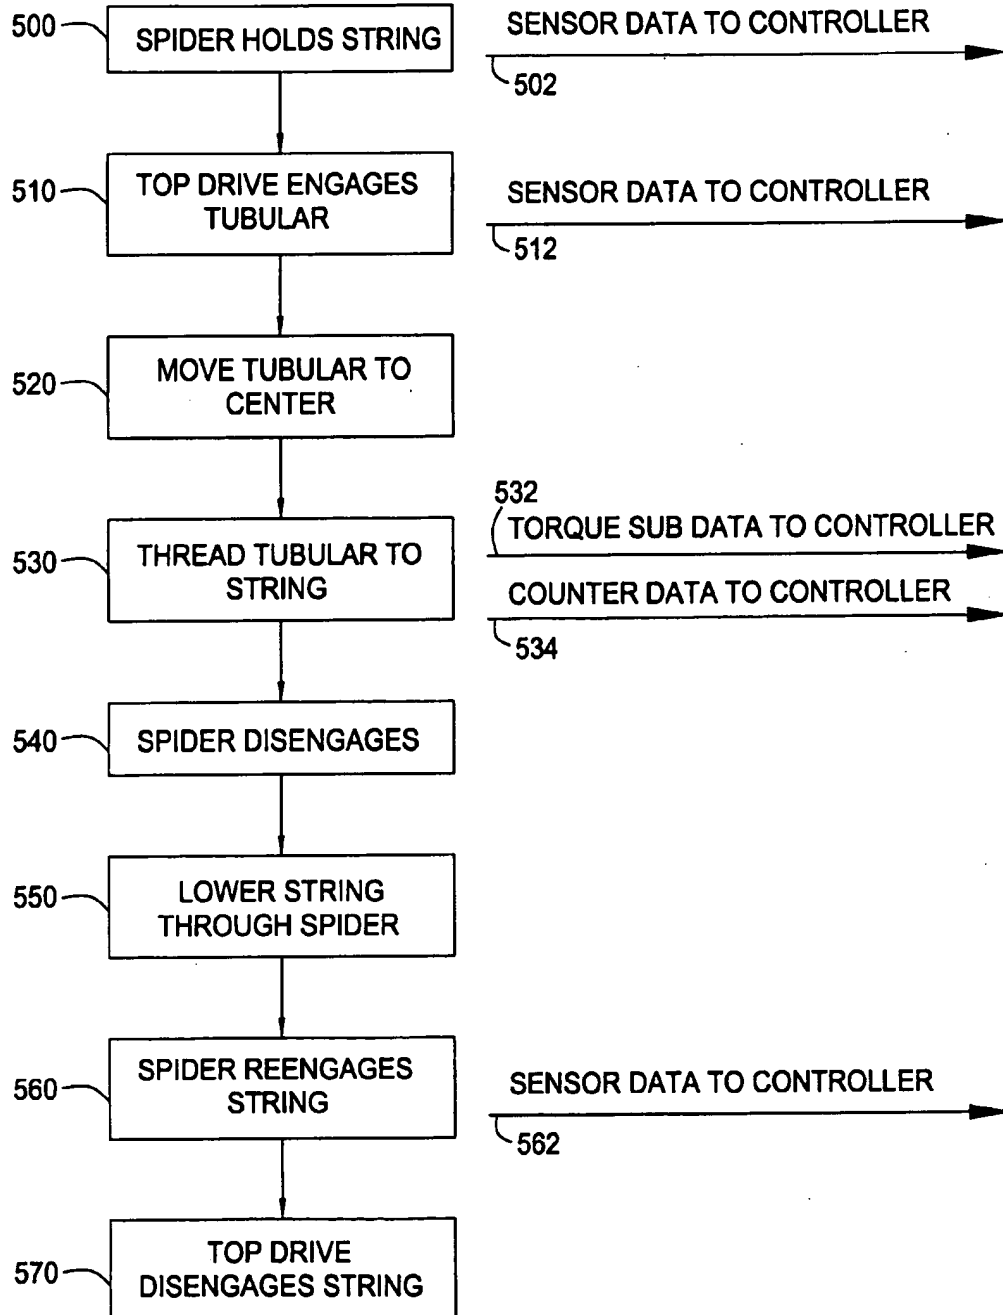 500
SPIDER HOLDS STRING
SENSOR DATA TO CONTROLLER
502
510
TOP DRIVE ENGAGES
TUBULAR
SENSOR DATA TO CONTROLLER
512
520
MOVE TUBULAR TO
CENTER
530
THREAD TUBULAR TO
STRING
532
TORQUE SUB DATA TO CONTROLLER
COUNTER DATA TO CONTROLLER
534
540
SPIDER DISENGAGES
550
LOWER STRING
THROUGH SPIDER
560
SPIDER REENGAGES
STRING
SENSOR DATA TO CONTROLLER
562
570
TOP DRIVE
DISENGAGES STRING